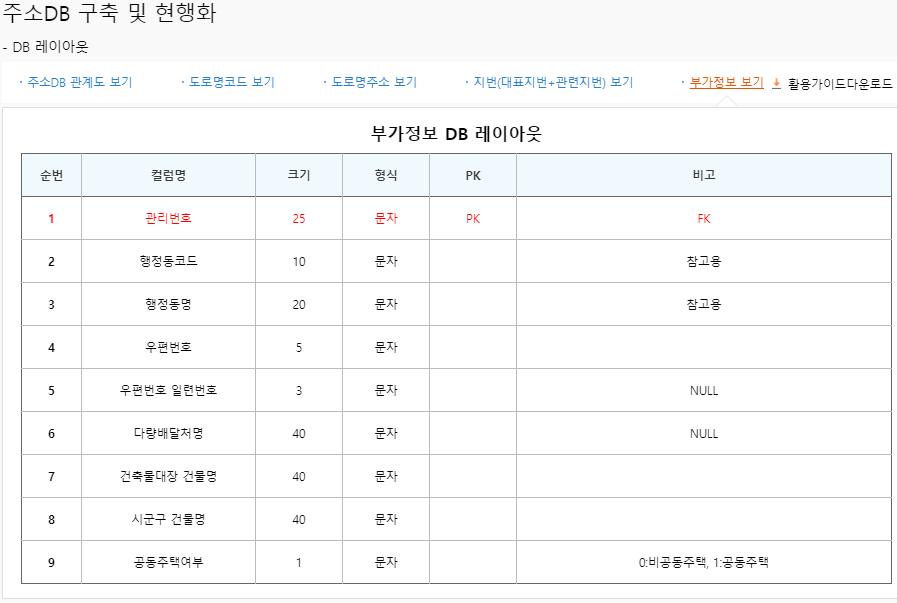 주소DB 구축 및 현행화
- DB 레이아웃
· 주소DB 관계도 보기 · 도로명코드 보기 · 도로명주소 보기 · 지번(대표지번+관련지번) 보기 · 부가정보 보기 활용가이드다운로드
부가정보 DB 레이아웃
순번 컬럼명 크기 형식 PK 비고
1 관리번호 25 문자 PK FK
2 행정동코드 10 문자 참고용
3 행정동명 20 문자 참고용
4 우편번호 5 문자
5 우편번호 일련번호 3 문자 NULL
6 다량배달처명 40 문자 NULL
7 건축물대장 건물명 40 문자
8 시군구 건물명 40 문자
9 공동주택여부 1 문자 0:비공동주택, 1:공동주택